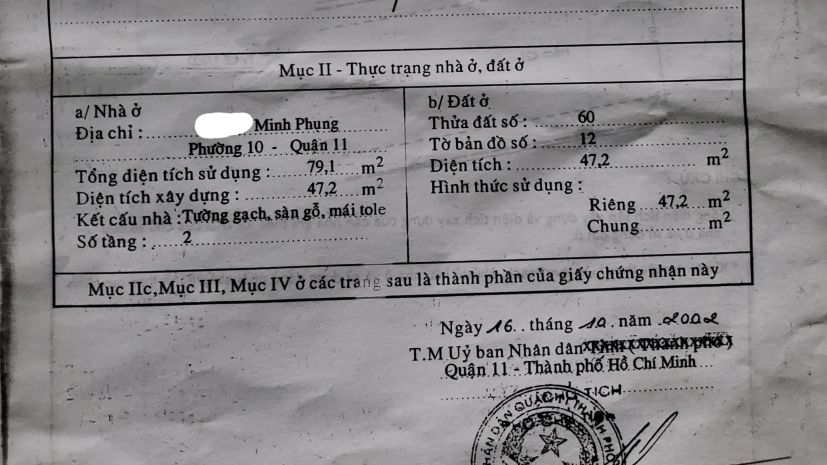 Mục II - Thực trạng nhà ở, đất ở
a/ Nhà ở
Địa chỉ : Minh Phụng
Phường 10 - Quận 11
Tổng diện tích sử dụng : 79,1 m²
Diện tích xây dựng : 47,2 m²
Kết cấu nhà : Tường gạch, sàn gỗ, mái tole
Số tầng : 2
b/ Đất ở
Thửa đất số : 60
Tờ bản đồ số : 12
Diện tích : 47,2 m²
Hình thức sử dụng :
Riêng 47,2 m²
Chung m²
Mục IIc,Mục III, Mục IV ở các trang sau là thành phần của giấy chứng nhận này
Ngày 16 tháng 10 năm 2002
T.M Uỷ ban Nhân dân
Quận 11 - Thành phố Hồ Chí Minh
TỊCH
DÂN QUẬN